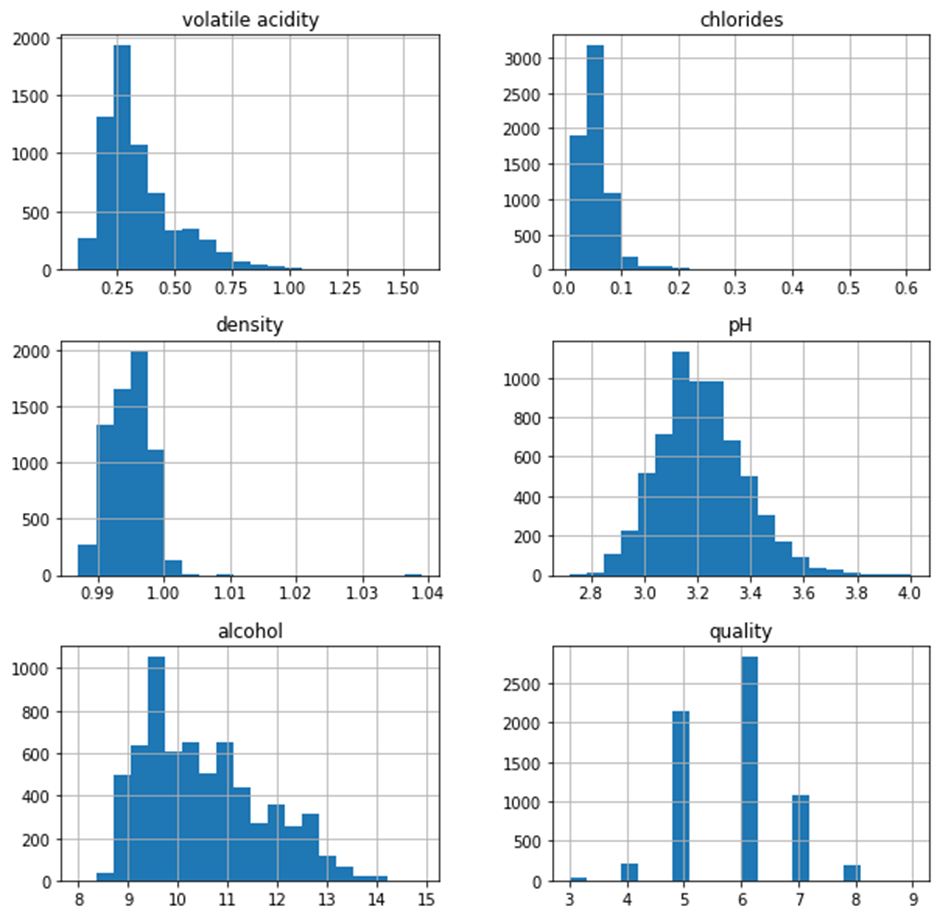 volatile acidity
2000
1500
1000
500
0
0.25 0.50 0.75 1.00 1.25 1.50
chlorides
3000
2500
2000
1500
1000
500
0
0.0 0.1 0.2 0.3 0.4 0.5 0.6
density
2000
1500
1000
500
0
0.99 1.00 1.01 1.02 1.03 1.04
pH
1000
800
600
400
200
0
2.8 3.0 3.2 3.4 3.6 3.8 4.0
alcohol
1000
800
600
400
200
0
8 9 10 11 12 13 14 15
quality
2500
2000
1500
1000
500
0
3 4 5 6 7 8 9